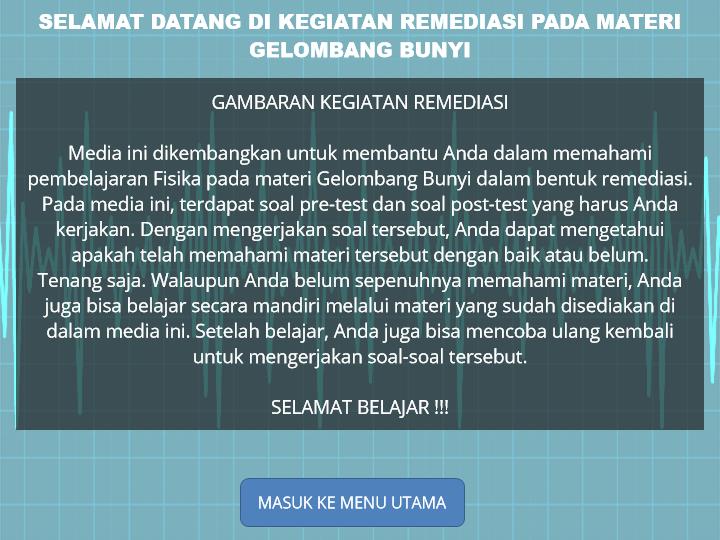 SELAMAT DATANG DI KEGIATAN REMEDIASI PADA MATERI
GELOMBANG BUNYI
GAMBARAN KEGIATAN REMEDIASI
Media ini dikembangkan untuk membantu Anda dalam memahami
pembelajaran Fisika pada materi Gelombang Bunyi dalam bentuk remediasi.
Pada media ini, terdapat soal pre-test dan soal post-test yang harus Anda
kerjakan. Dengan mengerjakan soal tersebut, Anda dapat mengetahui
apakah telah memahami materi tersebut dengan baik atau belum.
Tenang saja. Walaupun Anda belum sepenuhnya memahami materi, Anda
juga bisa belajar secara mandiri melalui materi yang sudah disediakan di
dalam media ini. Setelah belajar, Anda juga bisa mencoba ulang kembali
untuk mengerjakan soal-soal tersebut.
SELAMAT BELAJAR !!!
MASUK KE MENU UTAMA